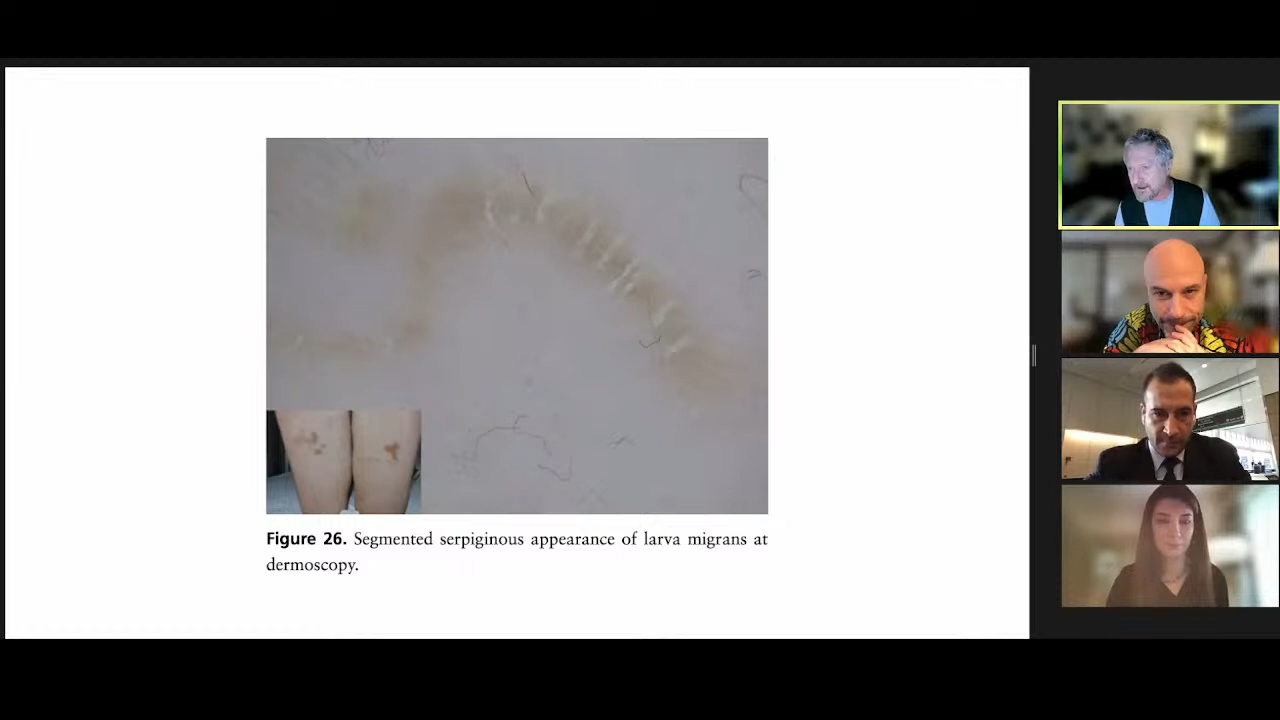 Figure 26. Segmented serpiginous appearance of larva migrans at
dermoscopy.